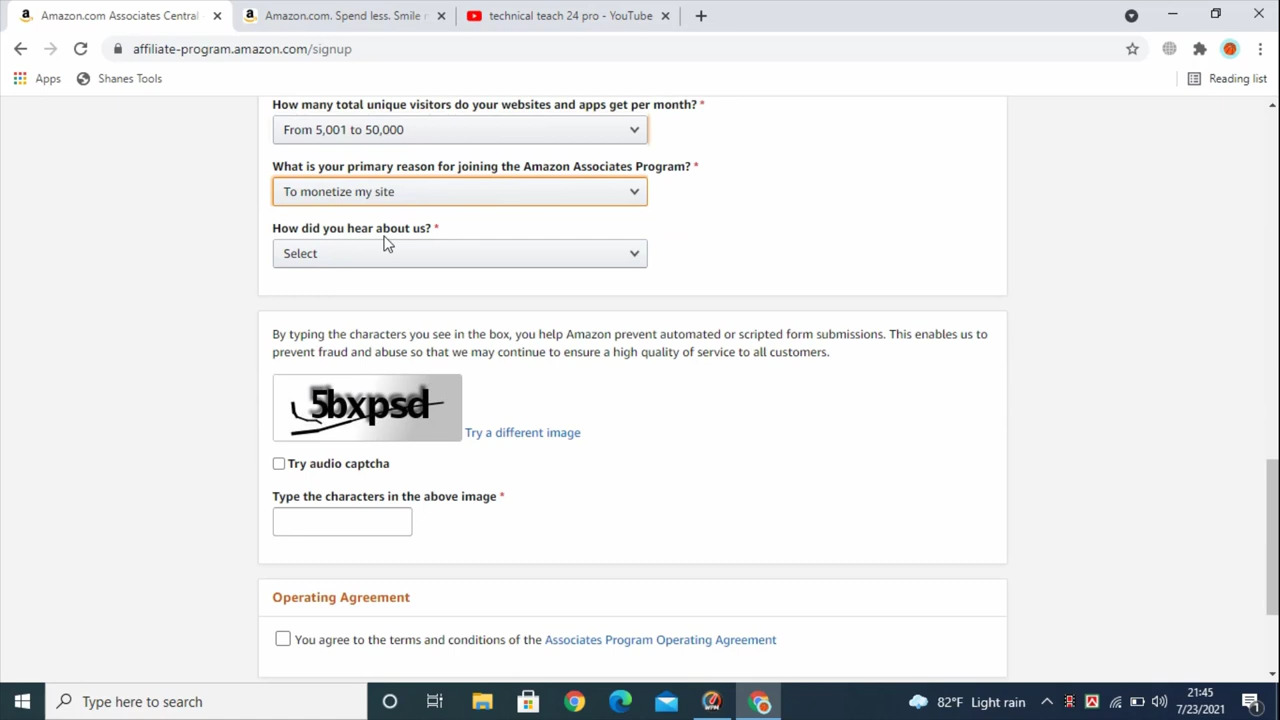 Amazon.com Associates Central -
Amazon.com. Spend less. Smile m
technical teach 24 pro - YouTube
affiliate-program.amazon.com/signup
Apps
Shanes Tools
Reading list
How many total unique visitors do your websites and apps get per month? *
From 5,001 to 50,000
What is your primary reason for joining the Amazon Associates Program? *
To monetize my site
How did you hear about us? *
Select
By typing the characters you see in the box, you help Amazon prevent automated or scripted form submissions. This enables us to
prevent fraud and abuse so that we may continue to ensure a high quality of service to all customers.
5bxpsd
Try a different image
Try audio captcha
Type the characters in the above image *
Operating Agreement
You agree to the terms and conditions of the Associates Program Operating Agreement
Type here to search
82°F Light rain
21:45
7/23/2021
1